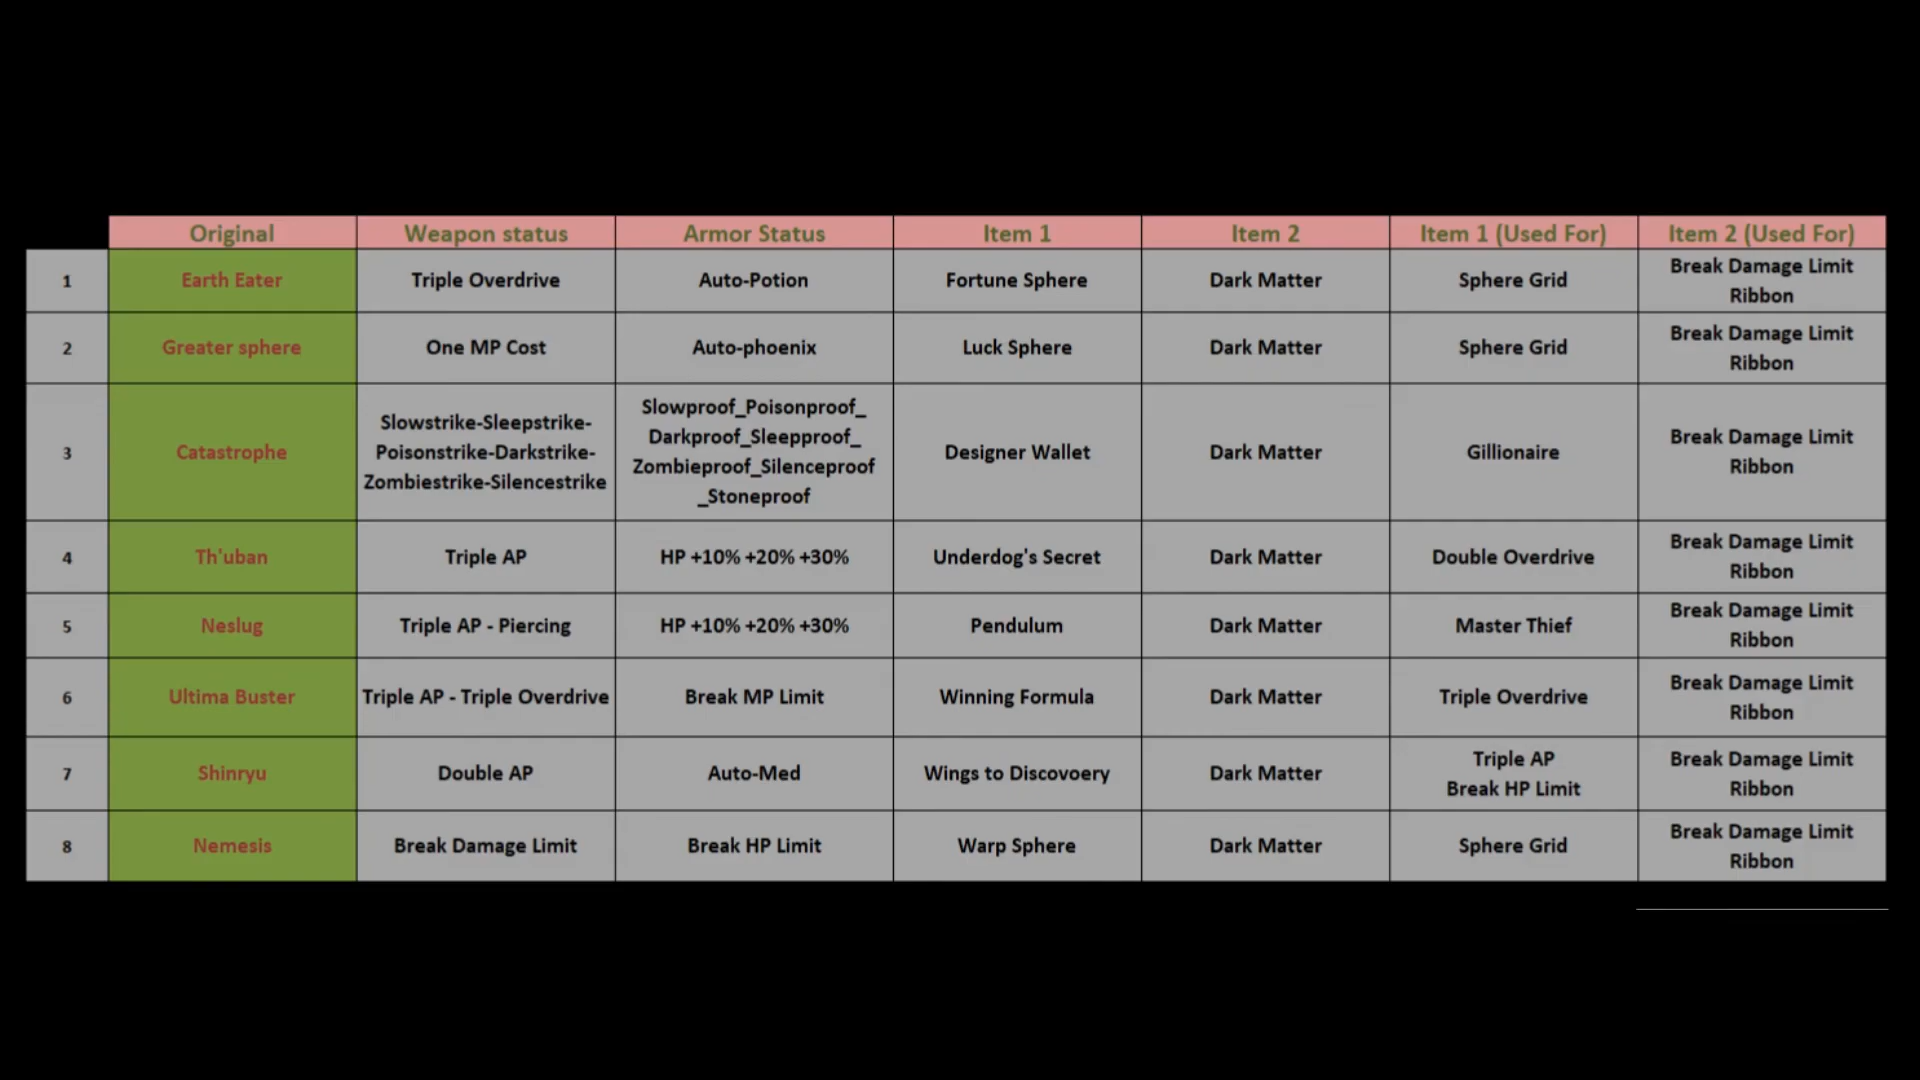 Original Weapon status Armor Status Item 1 Item 2 Item 1 (Used For) Item 2 (Used For)
1 Earth Eater Triple Overdrive Auto-Potion Fortune Sphere Dark Matter Sphere Grid Break Damage Limit
Ribbon
2 Greater sphere One MP Cost Auto-phoenix Luck Sphere Dark Matter Sphere Grid Break Damage Limit
Ribbon
3 Catastrophe Slowstrike-Sleepstrike-
Poisonstrike-Darkstrike-
Zombiestrike-Silencestrike
Slowproof_Poisonproof_
Darkproof_Sleepproof_
Zombieproof_Silenceproof
_Stoneproof
Designer Wallet Dark Matter Gillionaire Break Damage Limit
Ribbon
4 Th'uban Triple AP HP +10% +20% +30% Underdog's Secret Dark Matter Double Overdrive Break Damage Limit
Ribbon
5 Neslug Triple AP - Piercing HP +10% +20% +30% Pendulum Dark Matter Master Thief Break Damage Limit
Ribbon
6 Ultima Buster Triple AP - Triple Overdrive Break MP Limit Winning Formula Dark Matter Triple Overdrive Break Damage Limit
Ribbon
7 Shinryu Double AP Auto-Med Wings to Discovoery Dark Matter Triple AP
Break HP Limit
Break Damage Limit
Ribbon
8 Nemesis Break Damage Limit Break HP Limit Warp Sphere Dark Matter Sphere Grid Break Damage Limit
Ribbon